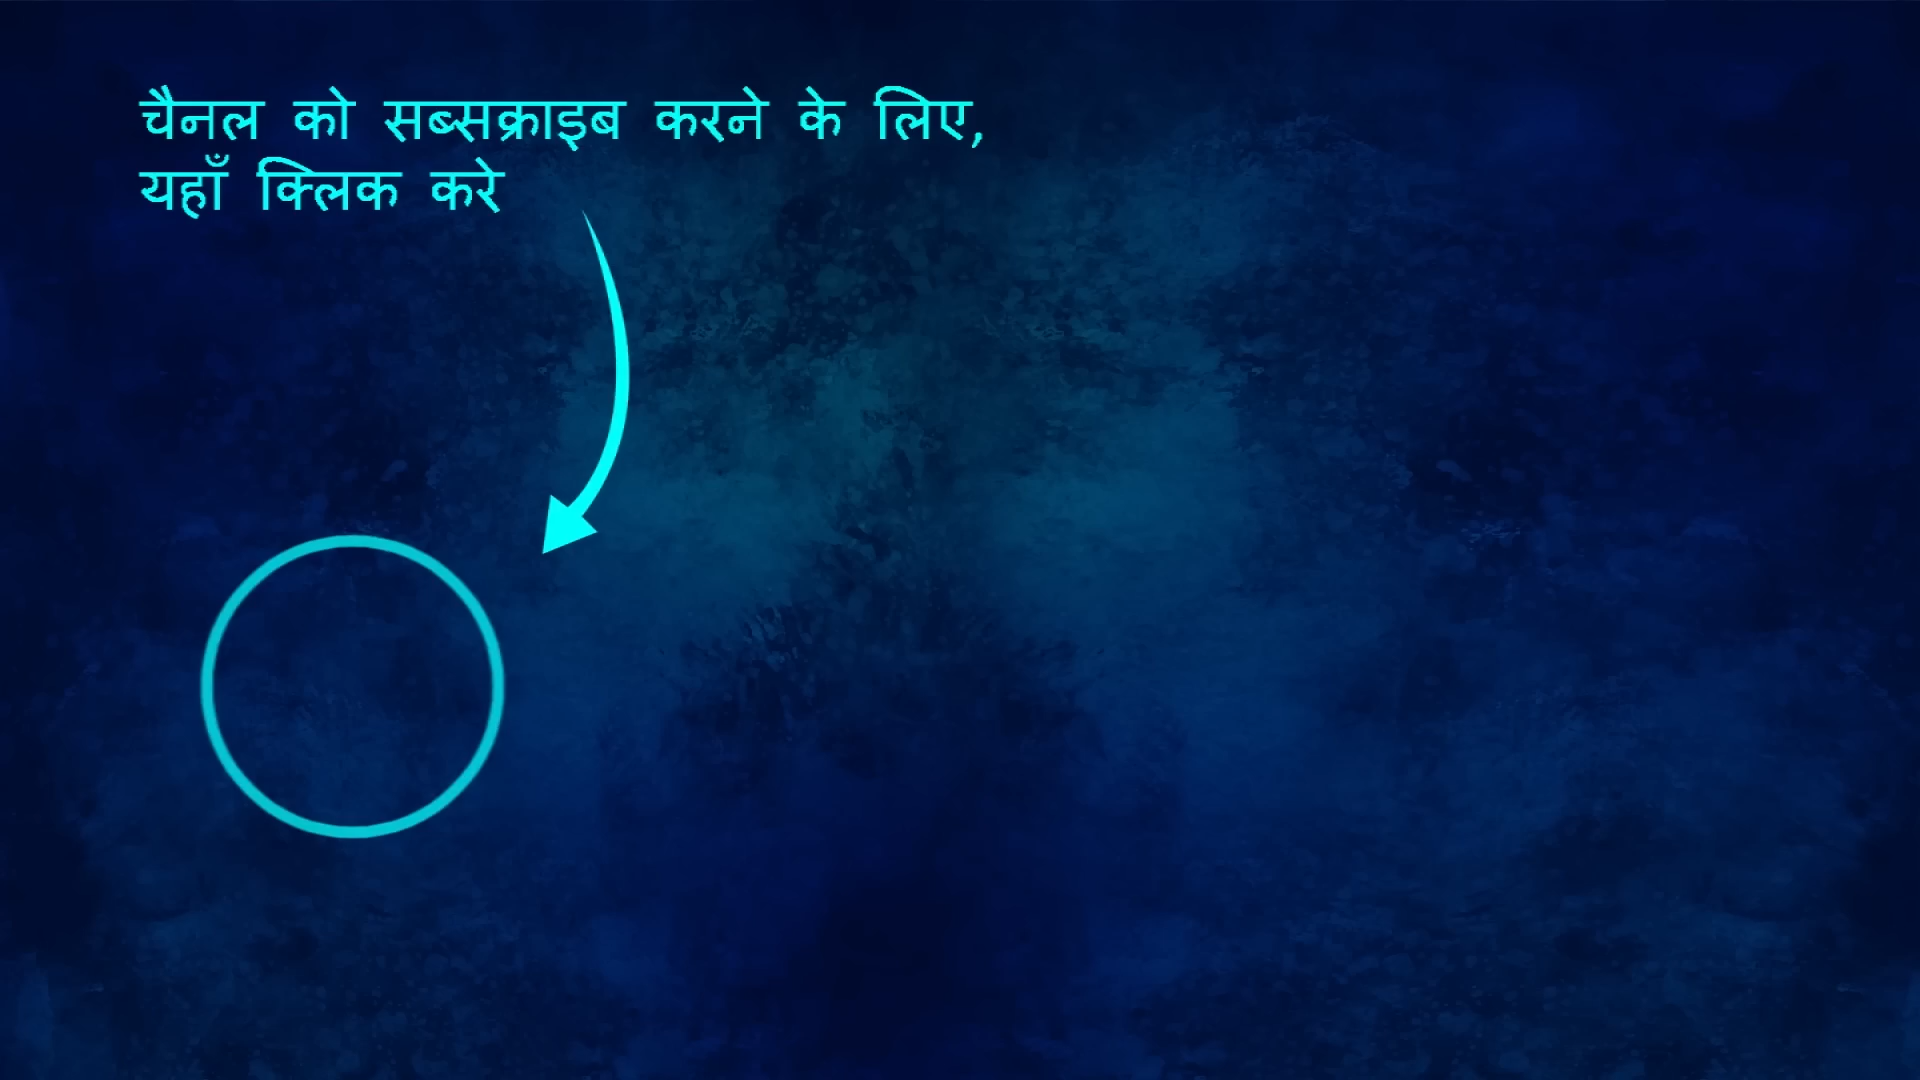 चैनल को सब्सक्राइब करने के लिए,
यहाँ क्लिक करे